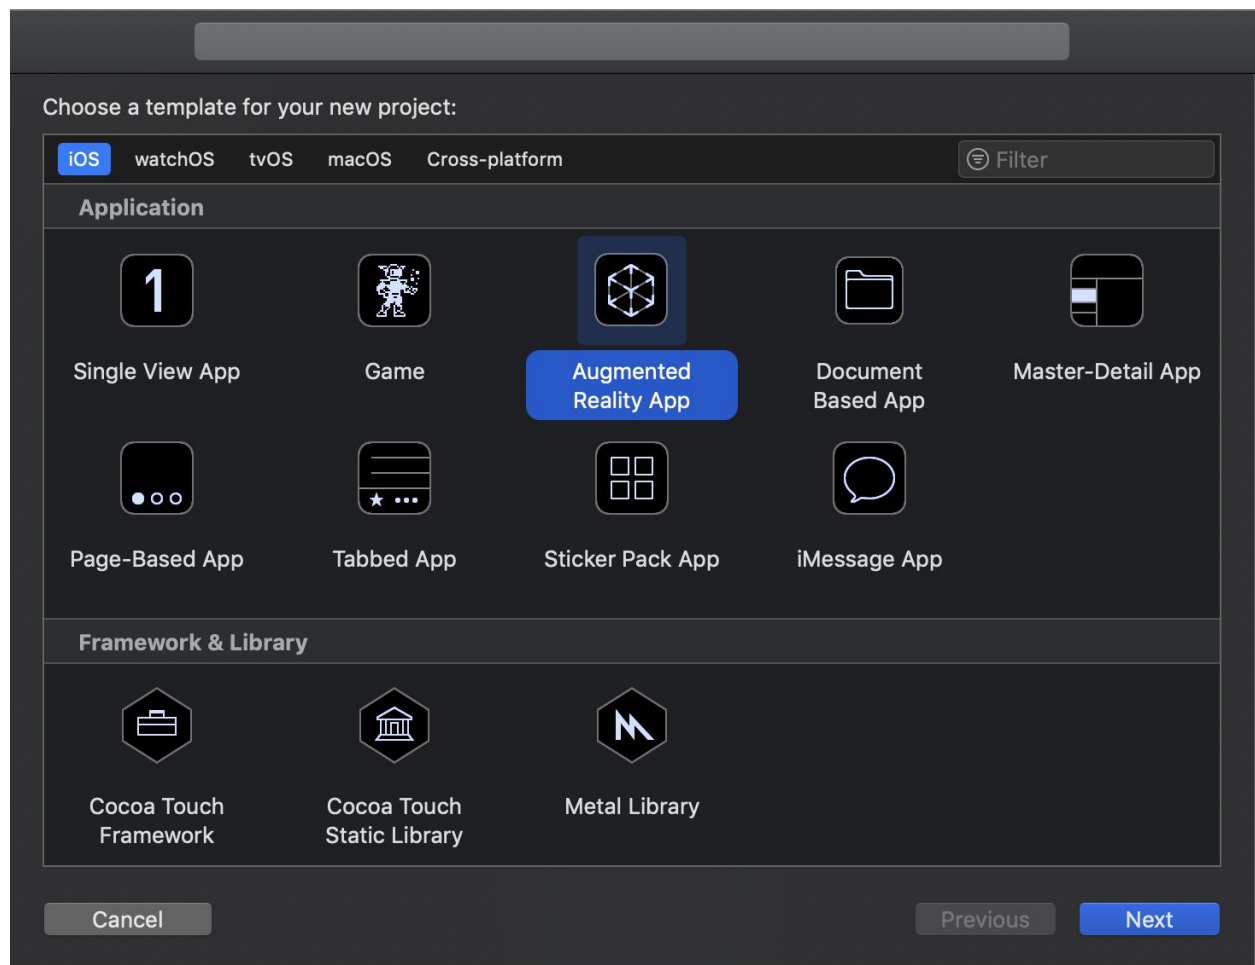 Choose a template for your new project:
iOS watchOS tvOS macOS Cross-platform Filter
Application
1
Single View App Game Augmented Reality App Document Based App Master-Detail App
Page-Based App Tabbed App Sticker Pack App iMessage App
Framework & Library
Cocoa Touch Framework Cocoa Touch Static Library Metal Library
Cancel Previous Next